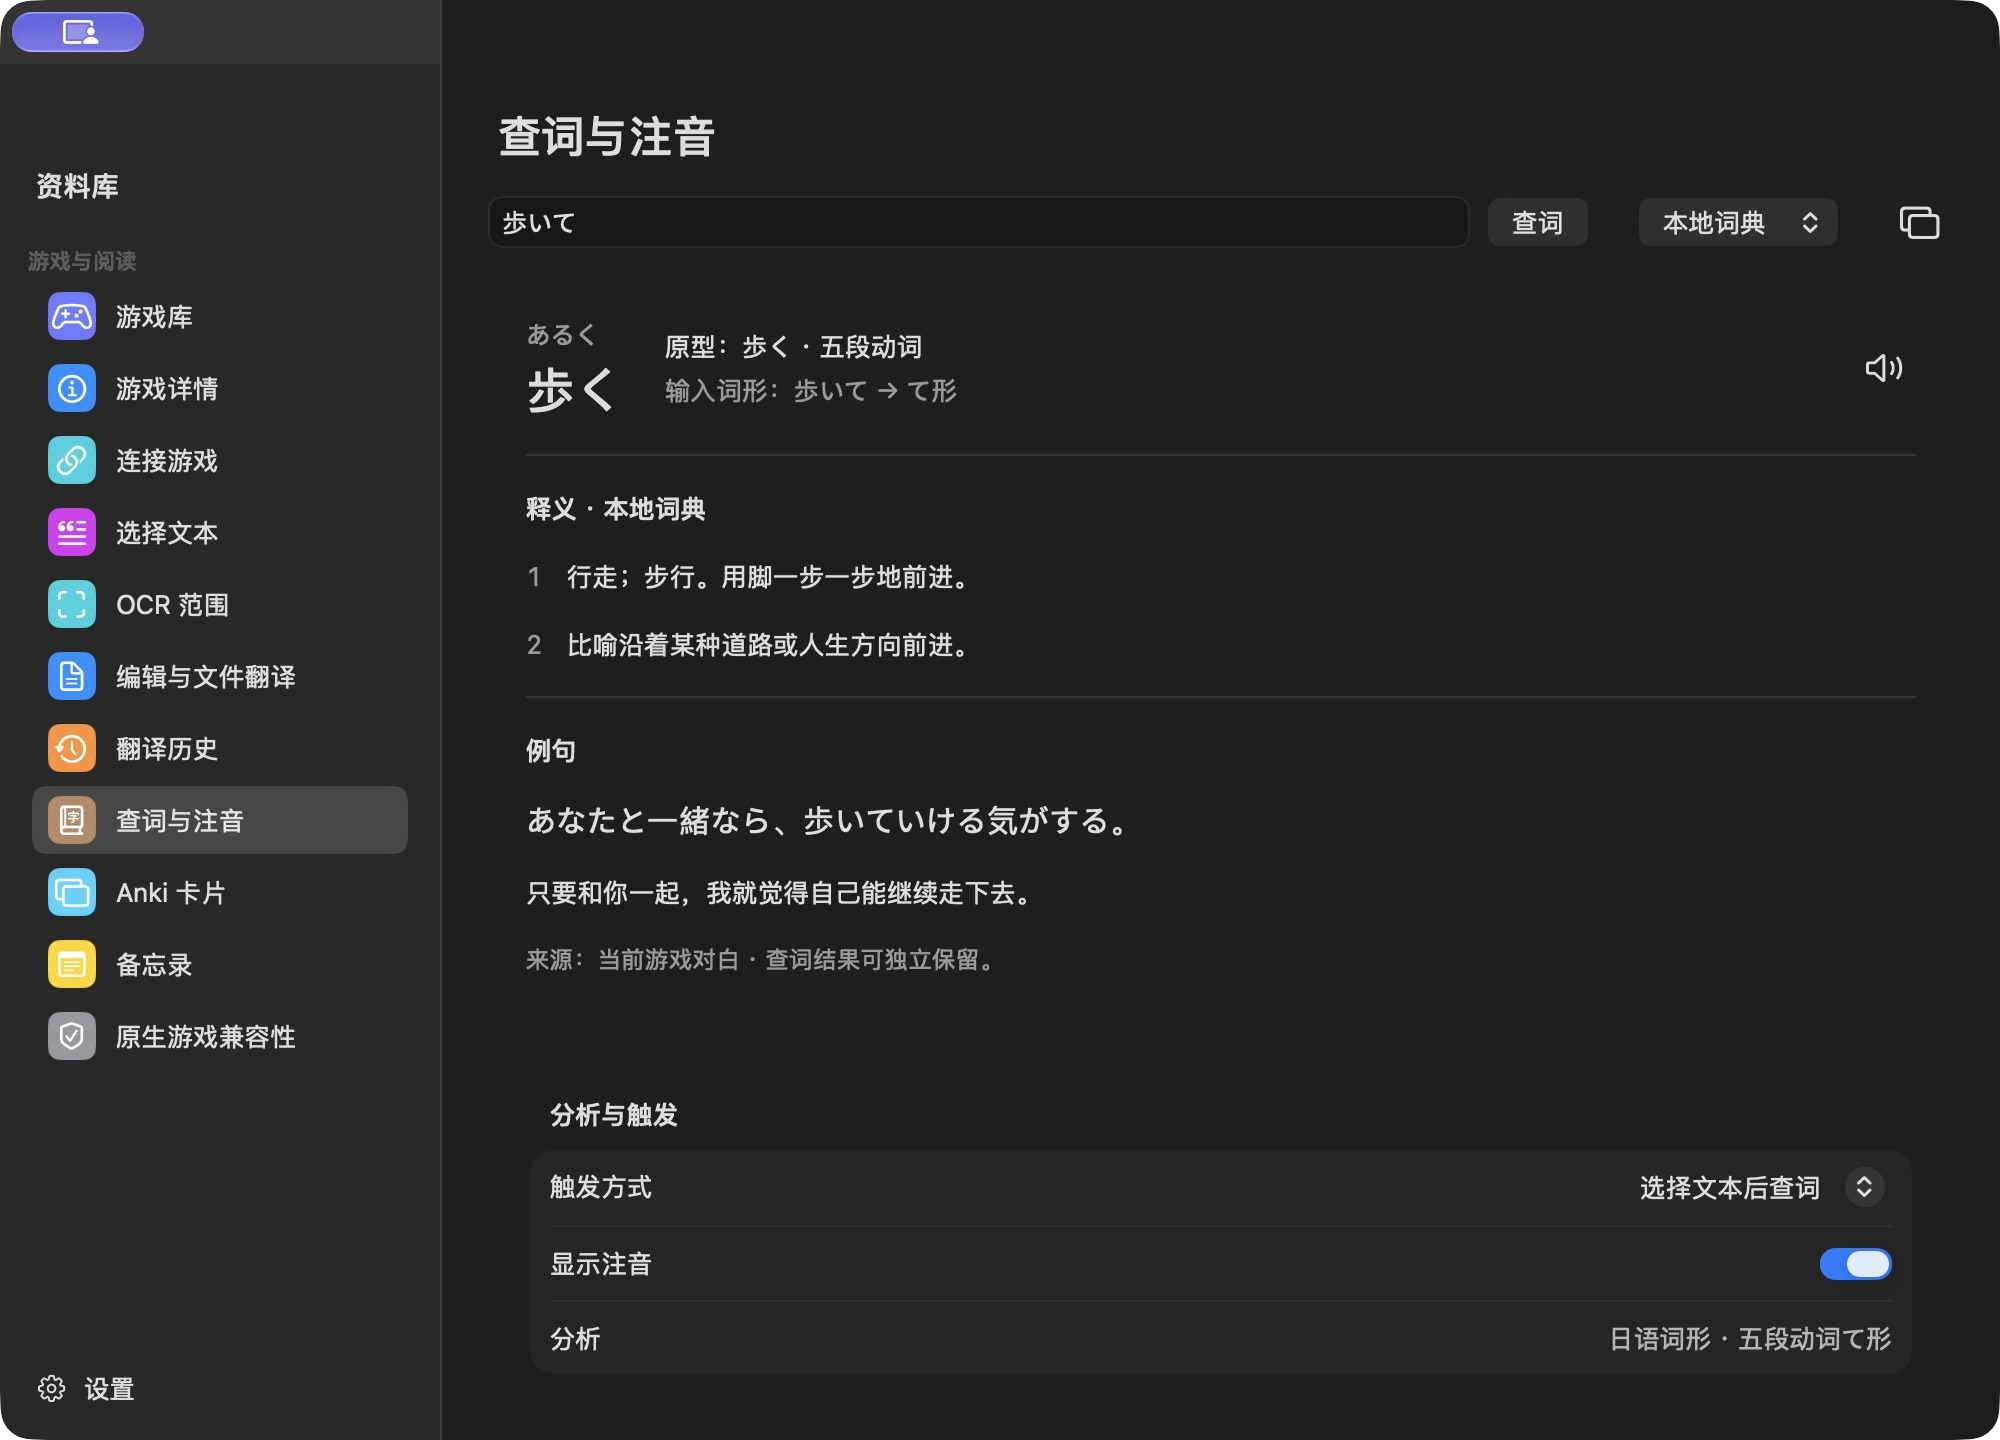 资料库
游戏与阅读
游戏库
游戏详情
连接游戏
选择文本
OCR 范围
编辑与文件翻译
翻译历史
字
查词与注音
Anki 卡片
备忘录
原生游戏兼容性
设置
查词与注音
歩いて
查词
本地词典
あるく
歩く
原型：歩く · 五段动词
输入词形：歩いて → て形
释义 · 本地词典
1 行走；步行。用脚一步一步地前进。
2 比喻沿着某种道路或人生方向前进。
例句
あなたと一緒なら、歩いていける気がする。
只要和你一起，我就觉得自己能继续走下去。
来源：当前游戏对白 · 查词结果可独立保留。
分析与触发
触发方式 选择文本后查词
显示注音
分析 日语词形 · 五段动词て形